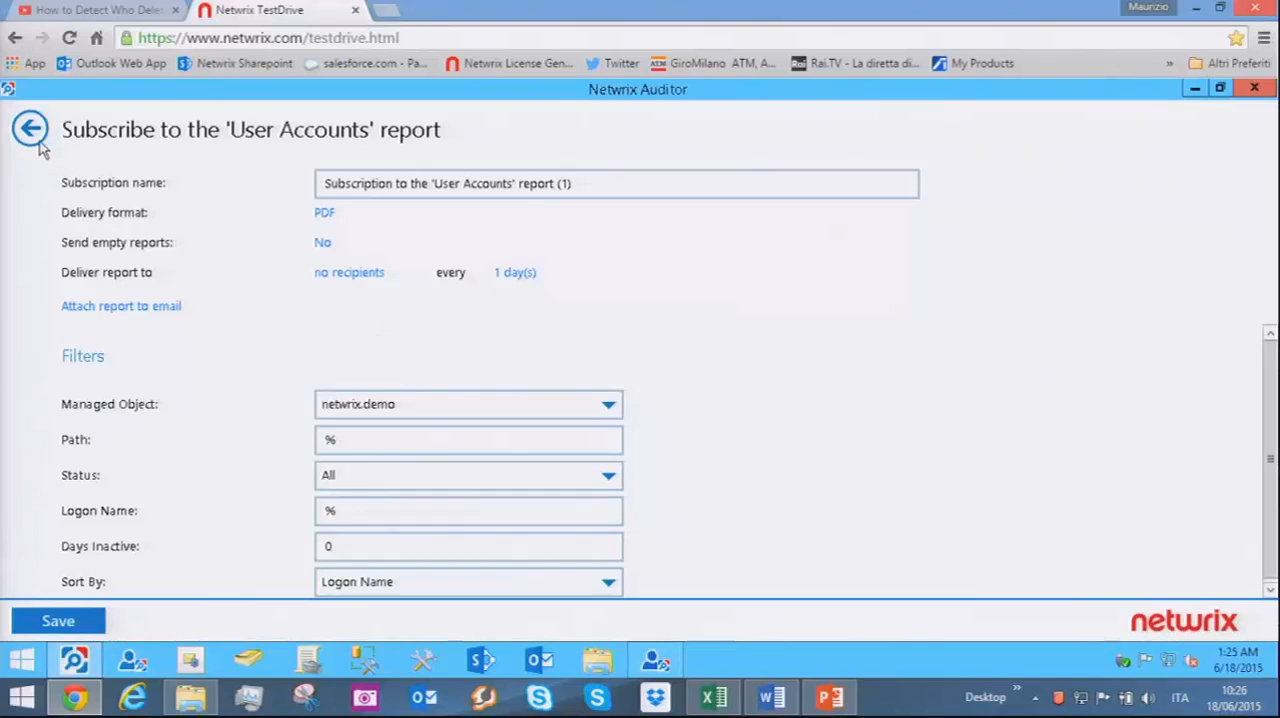 How to Detect Who Dele
Netwrix TestDrive
Maurizio
https://www.netwrix.com/testdrive.html
App
Outlook Web App
Netwrix Sharepoint
salesforce.com - Pa...
Netwrix License Gen...
Twitter
GiroMilano ATM, A...
Rai.TV - La diretta di...
My Products
»
Altri Preferiti
Netwrix Auditor
Subscribe to the 'User Accounts' report
Subscription name: Subscription to the 'User Accounts' report (1)
Delivery format: PDF
Send empty reports: No
Deliver report to no recipients every 1 day(s)
Attach report to email
Filters
Managed Object: netwrix.demo
Path: %
Status: All
Logon Name: %
Days Inactive: 0
Sort By: Logon Name
Save
netwrix
1:25 AM
6/18/2015
Desktop » ITA
10:26
18/06/2015